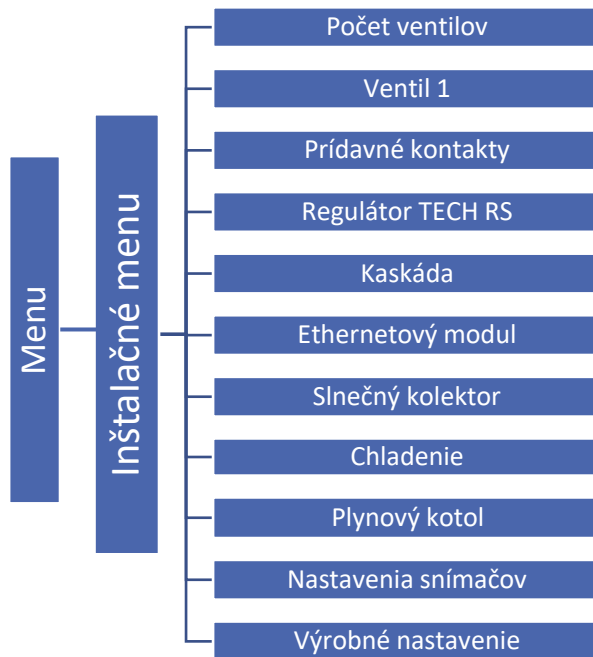 Menu
Inštalačné menu
Počet ventilov
Ventil 1
Prídavné kontakty
Regulátor TECH RS
Kaskáda
Ethernetový modul
Slnečný kolektor
Chladenie
Plynový kotol
Nastavenia snímačov
Výrobné nastavenie